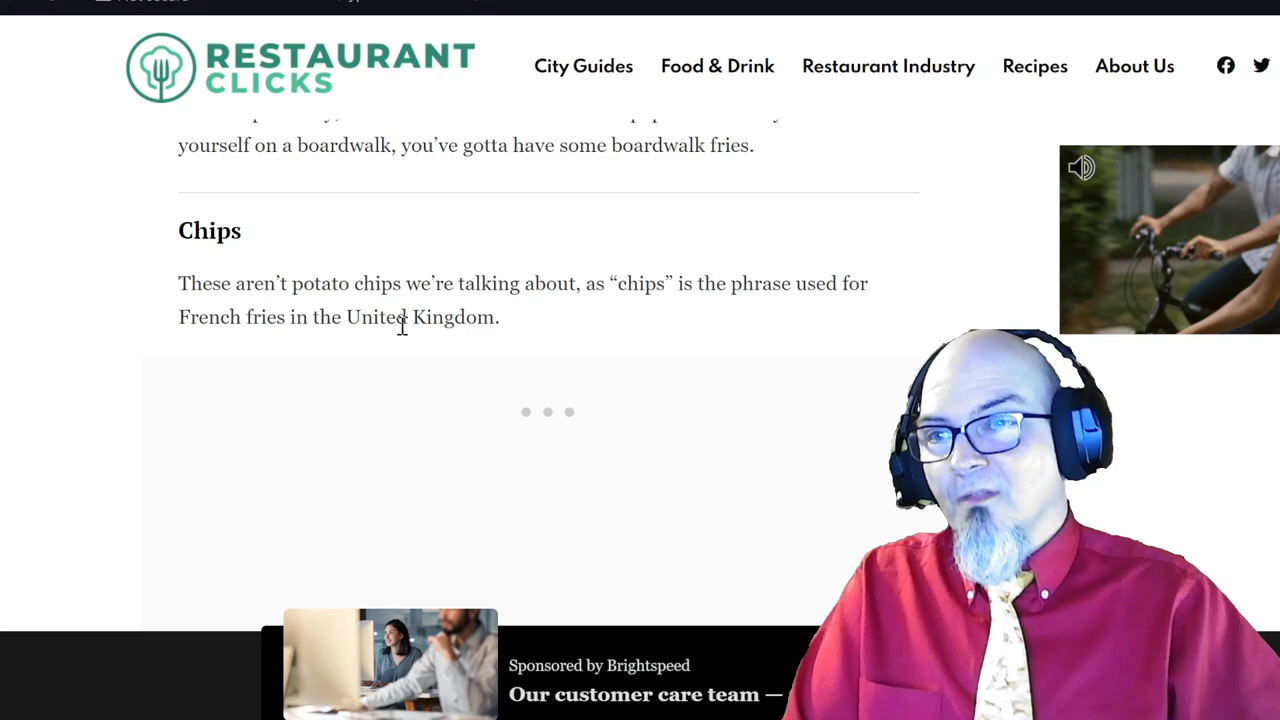 RESTAURANT
CLICKS
City Guides Food & Drink Restaurant Industry Recipes About Us
yourself on a boardwalk, you’ve gotta have some boardwalk fries.
Chips
These aren’t potato chips we’re talking about, as “chips” is the phrase used for
French fries in the United Kingdom.
Sponsored by Brightspeed
Our customer care team —